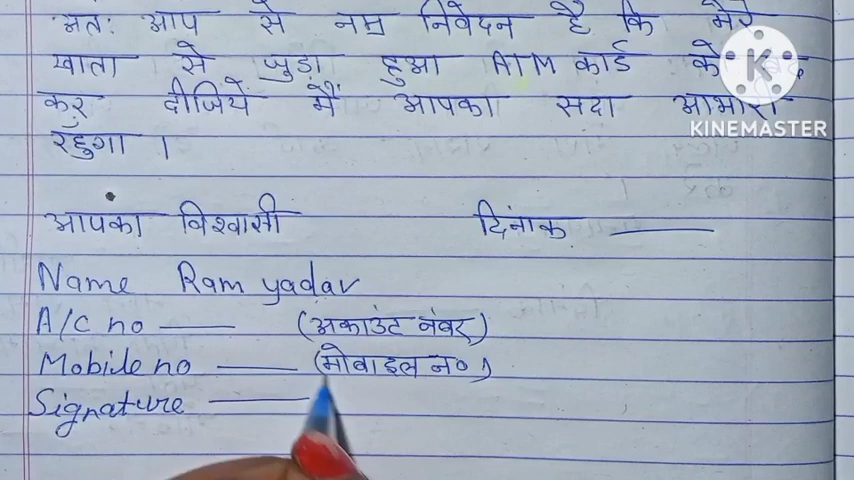 अतः आप से नम्र निवेदन है कि मेरे
खाता से जुड़ा हुआ ATM कार्ड को
कर दीजिये मैं आपका सदा आभारी
रहुँगा ।
KINEMASTER
आपका विश्वासी दिनांक ———
Name Ram yadav
A/C no ——— (अकाउंट नंबर)
Mobile no ——— (मोबाइल न०)
Signature ———